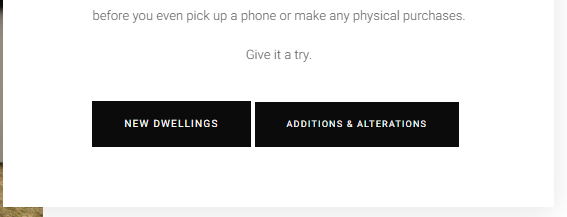 before you even pick up a phone or make any physical purchases.
Give it a try.
NEW DWELLINGS
ADDITIONS & ALTERATIONS